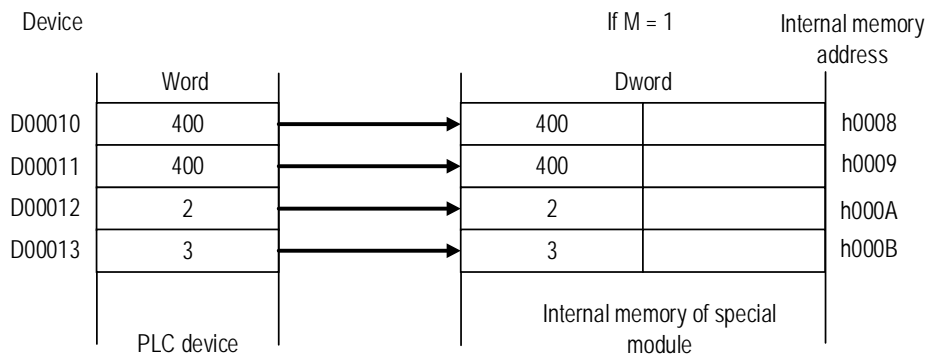 Device If M = 1 Internal memory
address
Word Dword
D00010 400 400 h0008
D00011 400 400 h0009
D00012 2 2 h000A
D00013 3 3 h000B
Internal memory of special
module
PLC device